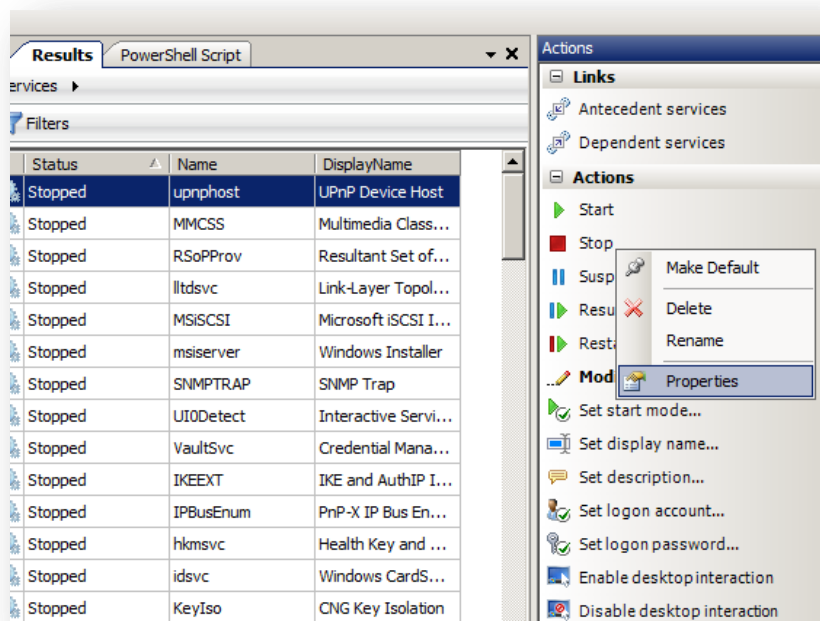 Results PowerShell Script
ervices
Filters
Status Name DisplayName
Stopped upnphost UPnP Device Host
Stopped MMCSS Multimedia Class...
Stopped RSoPProv Resultant Set of...
Stopped lltdsvc Link-Layer Topol...
Stopped MSiSCSI Microsoft iSCSI I...
Stopped msiserver Windows Installer
Stopped SNMPTRAP SNMP Trap
Stopped UI0Detect Interactive Servi...
Stopped VaultSvc Credential Mana...
Stopped IKEEXT IKE and AuthIP I...
Stopped IPBusEnum PnP-X IP Bus En...
Stopped hkmsvc Health Key and ...
Stopped idsvc Windows CardS...
Stopped KeyIso CNG Key Isolation
Actions
Links
Antecedent services
Dependent services
Actions
Start
Stop
Susp
Resu
Resta
Modi
Make Default
Delete
Rename
Properties
Set start mode...
Set display name...
Set description...
Set logon account...
Set logon password...
Enable desktop interaction
Disable desktop interaction